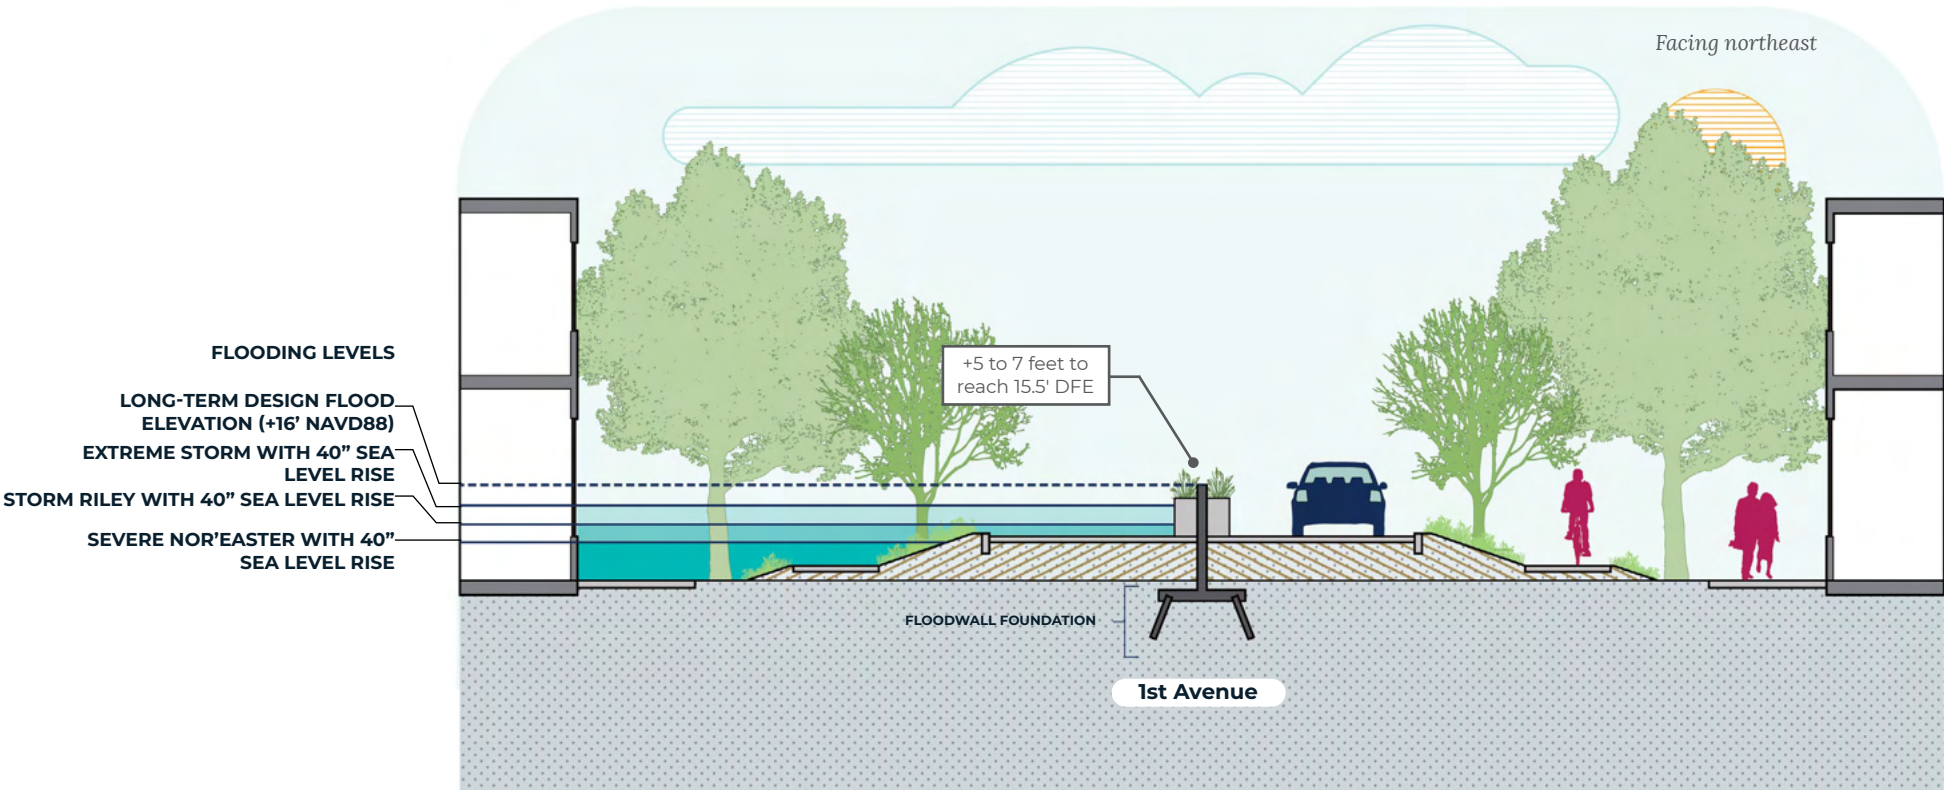 Facing northeast
FLOODING LEVELS
+5 to 7 feet to
reach 15.5' DFE
LONG-TERM DESIGN FLOOD
ELEVATION (+16’ NAVD88)
EXTREME STORM WITH 40” SEA
LEVEL RISE
STORM RILEY WITH 40” SEA LEVEL RISE
SEVERE NOR’EASTER WITH 40”
SEA LEVEL RISE
FLOODWALL FOUNDATION
1st Avenue